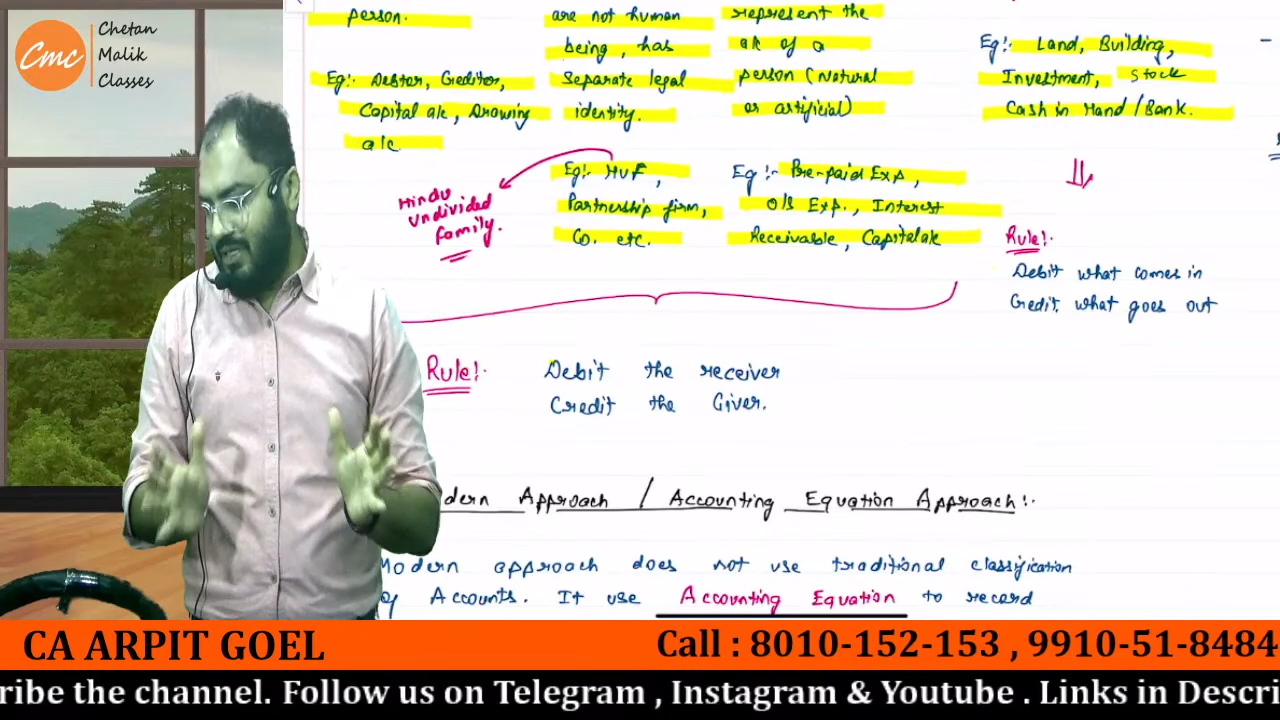 Cmc
Chetan
Malik
Classes
person.
Eg:- Debtor, Creditor,
Capital a/c, Drawing
a/c
are not human
being, has
separate legal
identity.
Eg:- HUF,
Partnership firm,
Co. etc.
Hindu
Undivided
family.
represent the
a/c of a
person (natural
or artificial)
Eg:- Pre-paid Exp,
o/s Exp., Interest
Receivable, Capital a/c
Eg:- Land, Building,
Investment, Stock
Cash in Hand / Bank.
Rule:-
Debit what comes in
Credit what goes out
Rule:-
Debit the receiver
Credit the Giver.
dern Approach / Accounting Equation Approach:-
Modern approach does not use traditional classification
of Accounts. It use Accounting Equation to record
CA ARPIT GOEL
Call : 8010-152-153 , 9910-51-8484
ribe the channel. Follow us on Telegram , Instagram & Youtube . Links in Descri